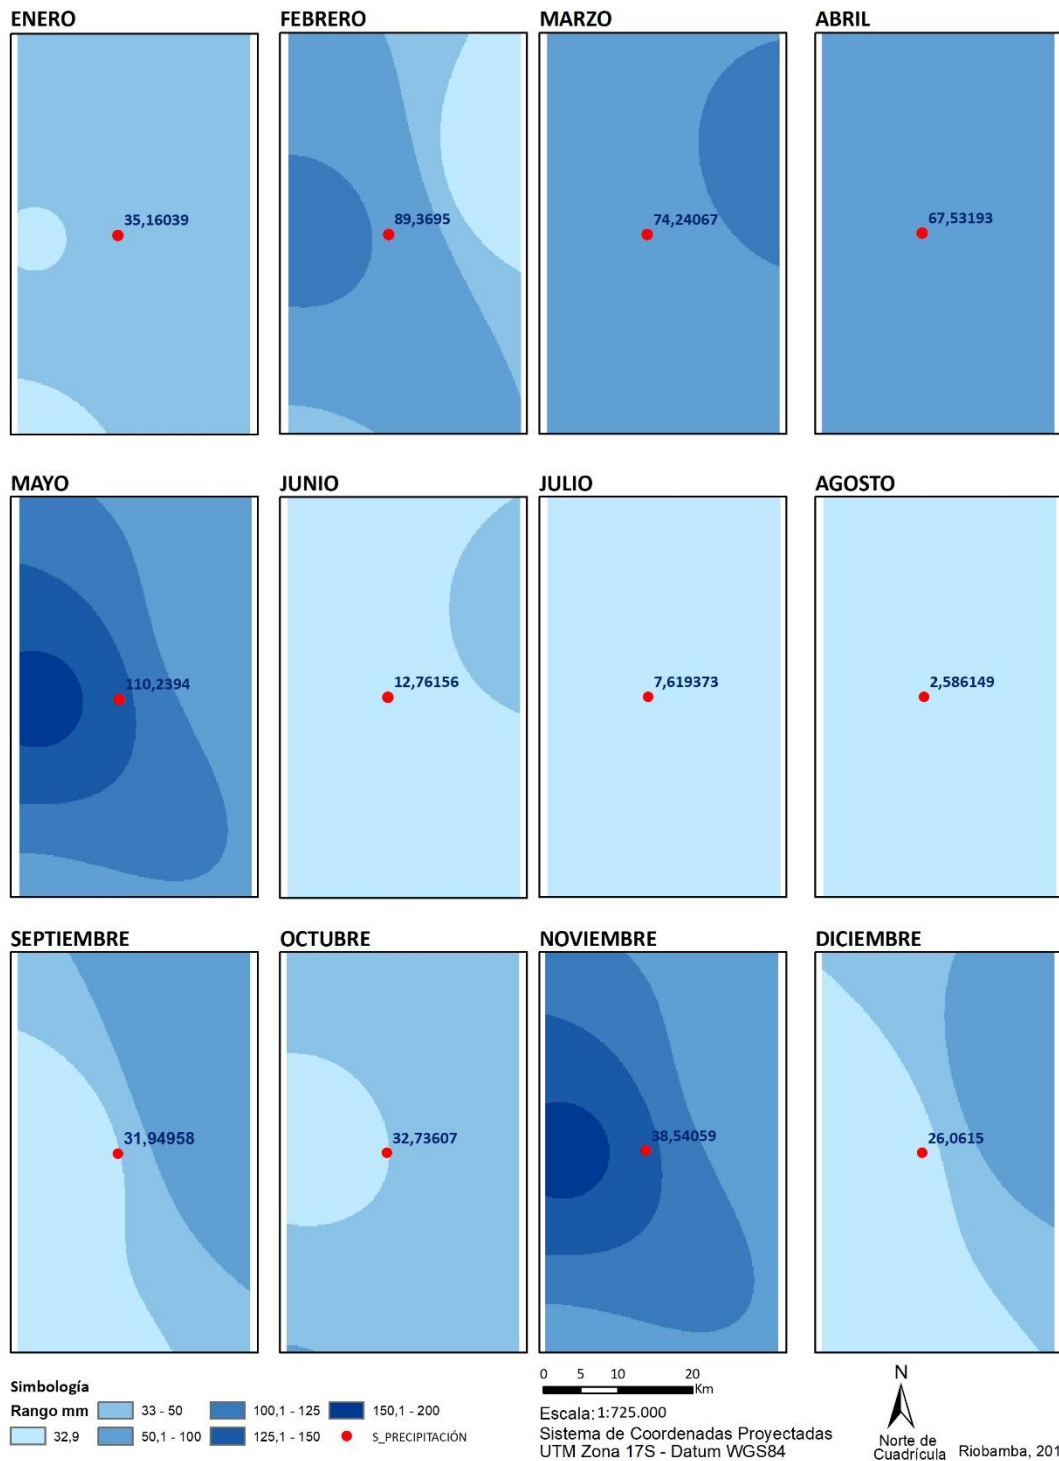 ENERO
FEBRERO
MARZO
ABRIL
35,16039
89,3695
74,24067
67,53193
MAYO
JUNIO
JULIO
AGOSTO
110,2394
12,76156
7,619373
2,586149
SEPTIEMBRE
OCTUBRE
NOVIEMBRE
DICIEMBRE
31,94958
32,73607
38,54059
26,0615
Simbología
Rango mm
32,9
33 - 50
50,1 - 100
100,1 - 125
125,1 - 150
150,1 - 200
S_PRECIPITACIÓN
0 5 10 20
Km
Escala: 1:725.000
Sistema de Coordenadas Proyectadas
UTM Zona 17S - Datum WGS84
N
Norte de
Cuadrícula
Riobamba, 201